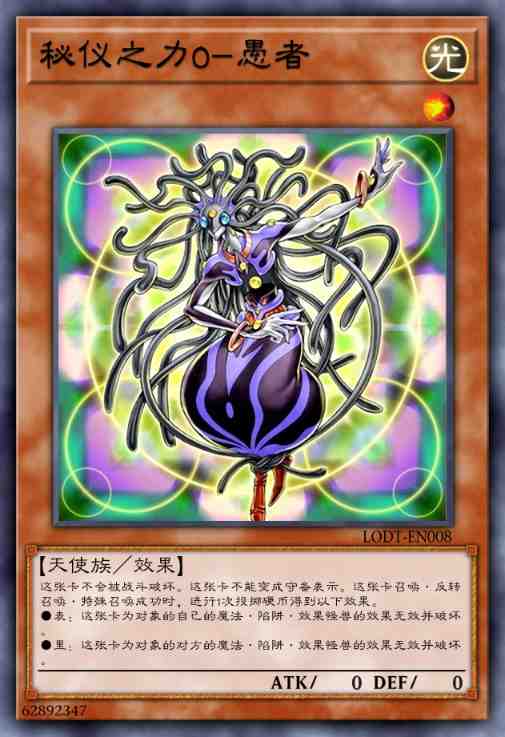 秘仪之力0-愚者
光
LODT-EN008
【天使族／效果】
这张卡不会被战斗破坏。这张卡不能变成守备表示。这张卡召唤·反转
召唤·特殊召唤成功时，进行1次投掷硬币得到以下效果。
●表：这张卡为对象的自己的魔法·陷阱·效果怪兽的效果无效并破坏
。
●里：这张卡为对象的对方的魔法·陷阱·效果怪兽的效果无效并破坏
。
ATK/ 0 DEF/ 0
62892347